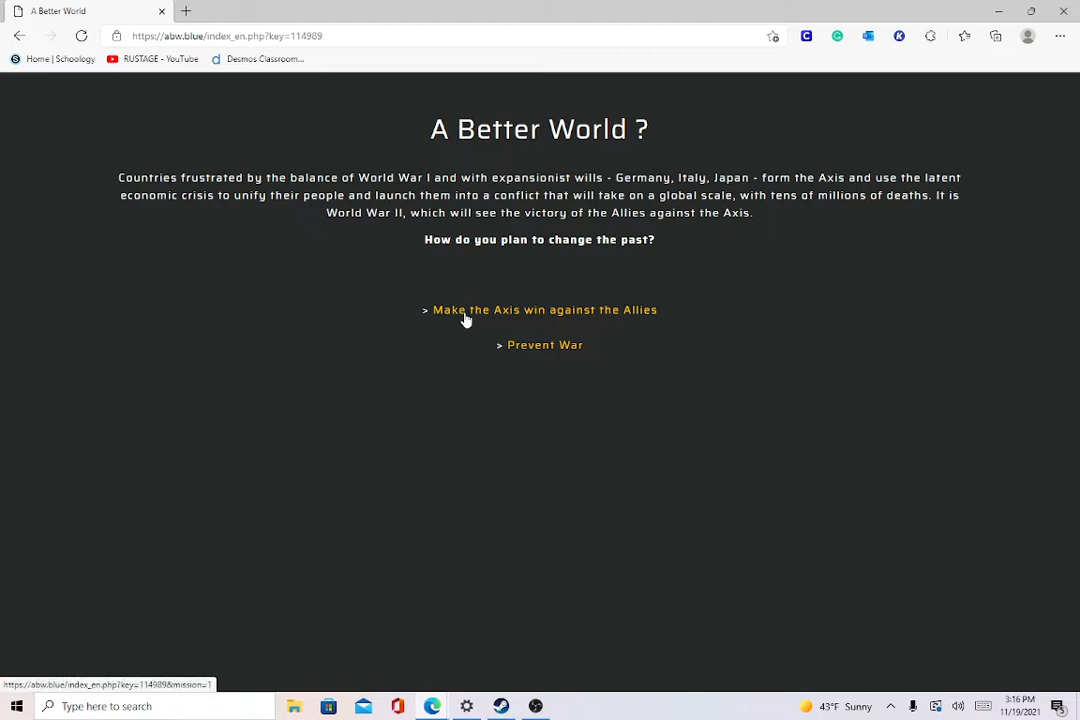 A Better World
https://abw.blue/index_en.php?key=114989
Home | Schoology
RUSTAGE - YouTube
Desmos Classroom...
A Better World ?
Countries frustrated by the balance of World War I and with expansionist wills - Germany, Italy, Japan - form the Axis and use the latent
economic crisis to unify their people and launch them into a conflict that will take on a global scale, with tens of millions of deaths. It is
World War II, which will see the victory of the Allies against the Axis.
How do you plan to change the past?
> Make the Axis win against the Allies
> Prevent War
https://abw.blue/index_en.php?key=114989&mission=1
Type here to search
43°F Sunny
3:16 PM
11/19/2021